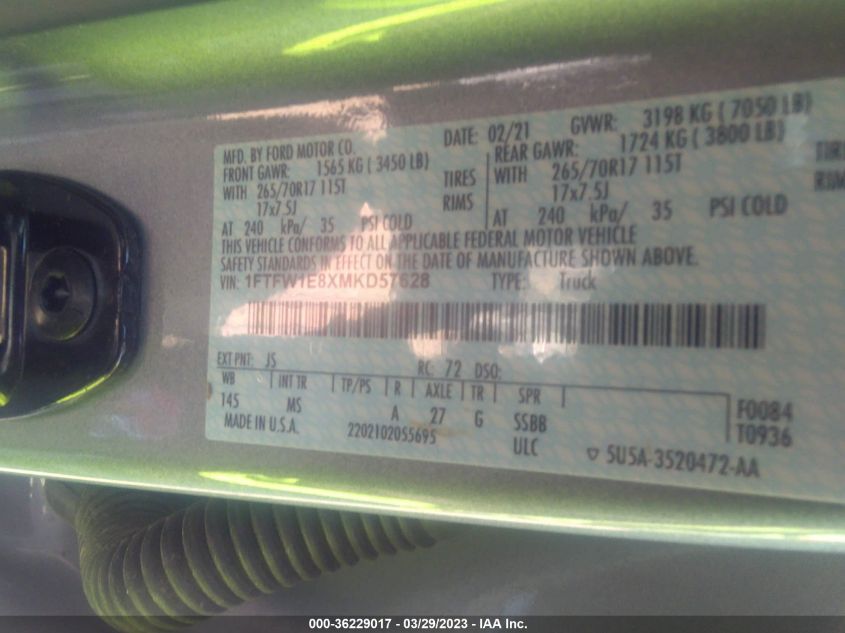 MFD. BY FORD MOTOR CO. DATE: 02/21 GVWR: 3198 KG ( 7050 LB)
FRONT GAWR: 1565 KG ( 3450 LB) REAR GAWR: 1724 KG ( 3800 LB)
WITH 265/70R17 115T TIRES WITH 265/70R17 115T TIRE
17x7.5J RIMS 17x7.5J RIM
AT 240 kPa/ 35 PSI COLD AT 240 kPa/ 35 PSI COLD
THIS VEHICLE CONFORMS TO ALL APPLICABLE FEDERAL MOTOR VEHICLE
SAFETY STANDARDS IN EFFECT ON THE DATE OF MANUFACTURE SHOWN ABOVE.
VIN: 1FTFW1E8XMKD57628 TYPE: Truck
EXT PNT: JS RC: 72 DSO:
WB INT TR TP/PS R AXLE TR SPR
145 MS A 27 G SSBB F0084
MADE IN U.S.A. 2202102055695 ULC T0936
▽ 5U5A-3520472-AA
000-36229017 — 03/29/2023 — IAA Inc.